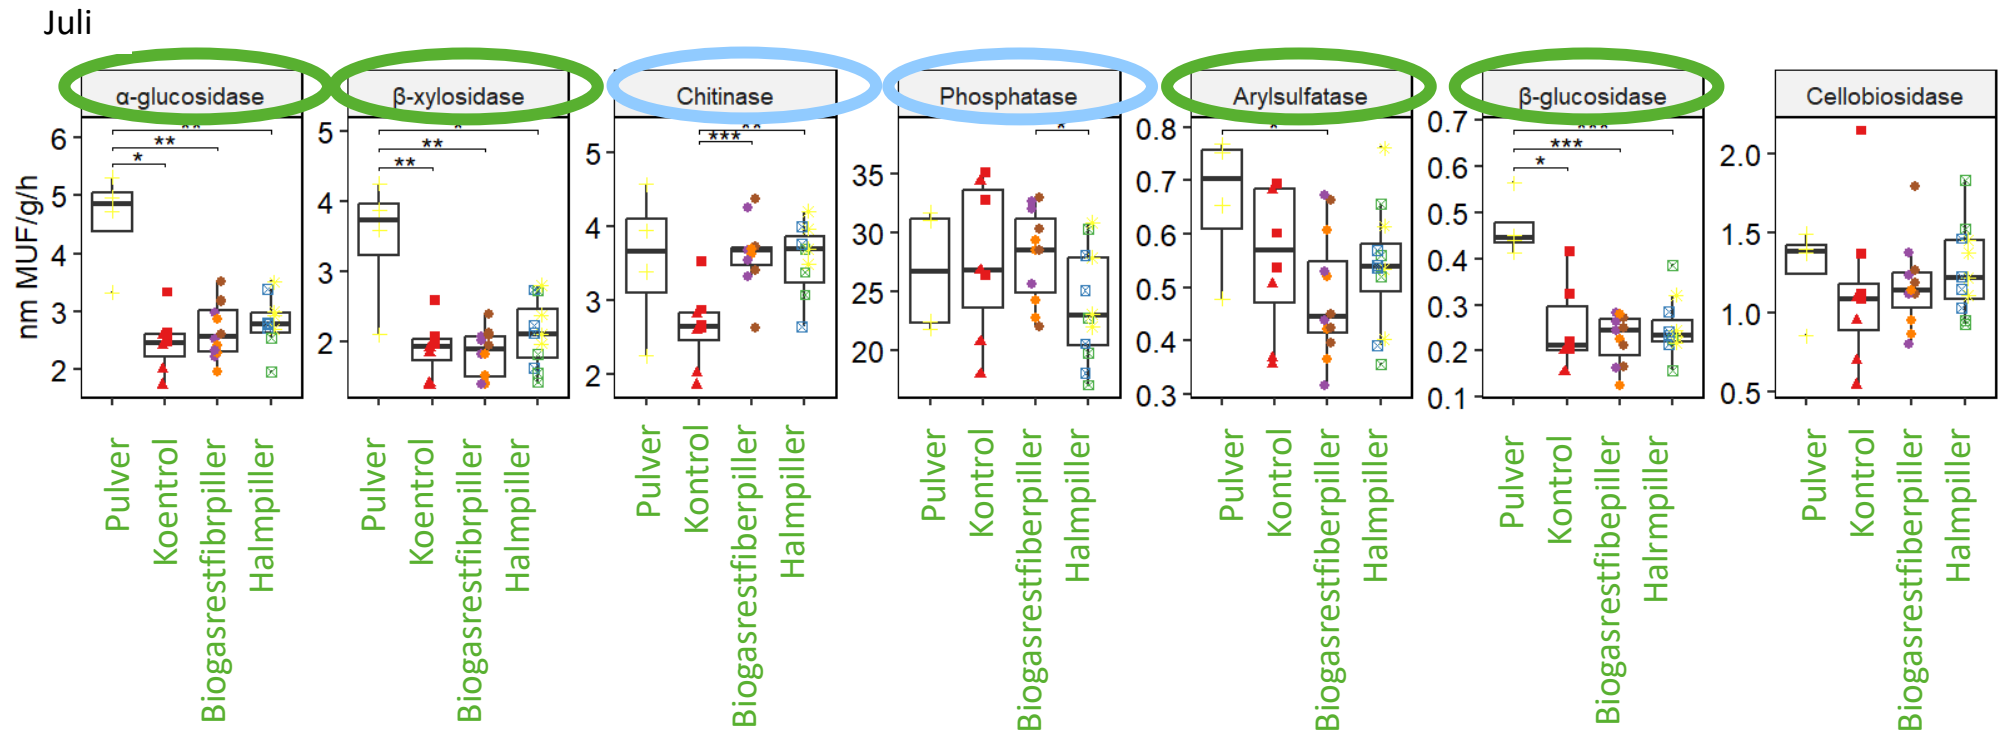 Juli
α-glucosidase β-xylosidase Chitinase Phosphatase Arylsulfatase β-glucosidase Cellobiosidase
nm MUF/g/h
6
5
4
3
2
** ** *
5
4
3
2
* ** **
5
4
3
2
** ***
35
30
25
20
*
0.8
0.7
0.6
0.5
0.4
0.3
*
0.7
0.6
0.5
0.4
0.3
0.2
0.1
*** *** *
2.0
1.5
1.0
0.5
Pulver
Koentrol
Biogasrestfibrpiller
Halmpiller
Pulver
Koentrol
Biogasrestfibrpiller
Halmpiller
Pulver
Kontrol
Biogasrestfiberpiller
Halmpiller
Pulver
Kontrol
Biogasrestfiberpiller
Halmpiller
Pulver
Kontrol
Biogasrestfiberpiller
Halmpiller
Pulver
Kontrol
Biogasrestfibepiller
Halrmpiller
Pulver
Kontrol
Biogasrestfiberpiller
Halmpiller